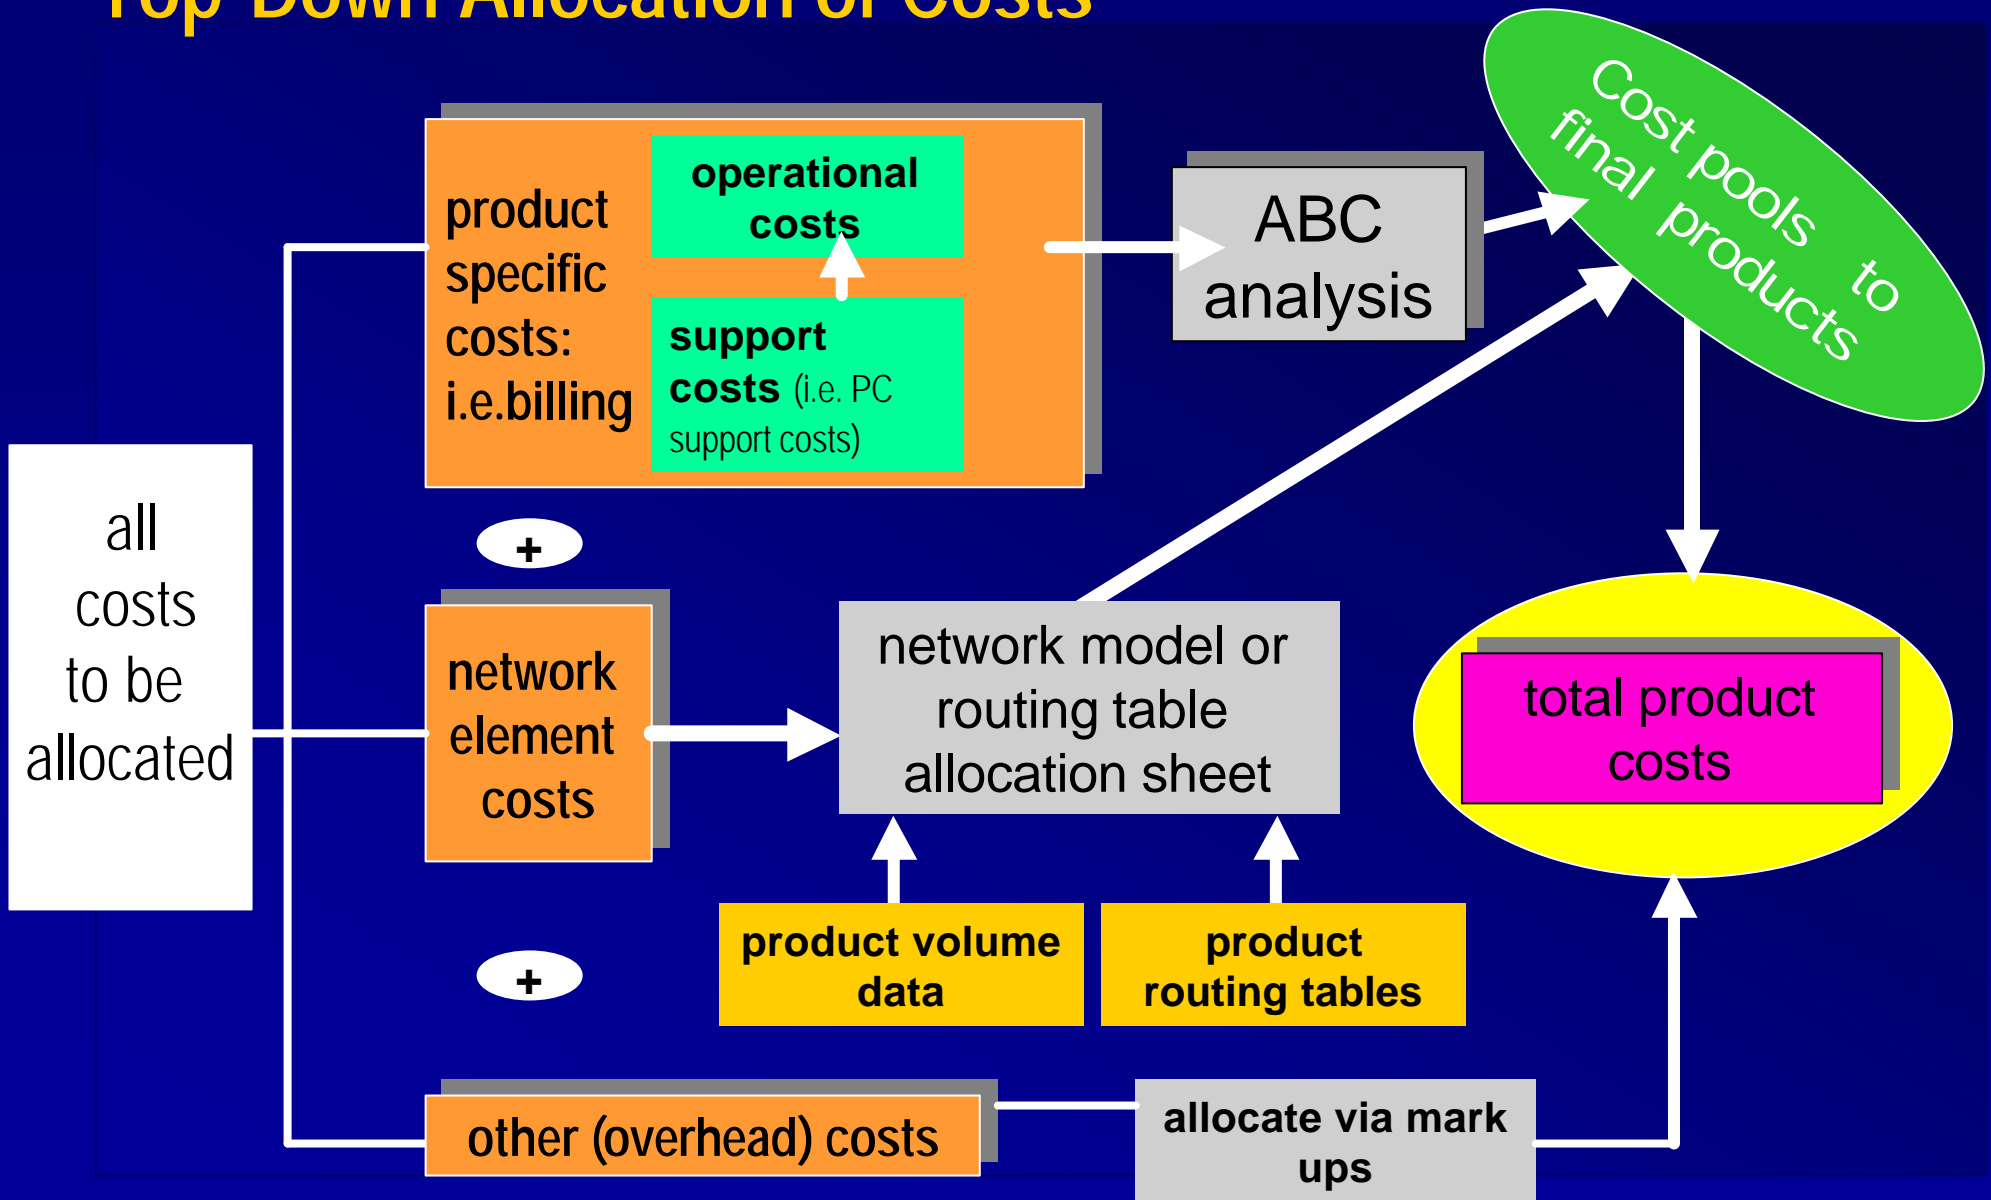 Top Down Allocation of Costs
product
specific
costs:
i.e.billing
operational
costs
support
costs (i.e. PC
support costs)
ABC
analysis
Cost pools to
final products
all
costs
to be
allocated
+
network
element
costs
network model or
routing table
allocation sheet
total product
costs
+
product volume
data
product
routing tables
other (overhead) costs
allocate via mark
ups